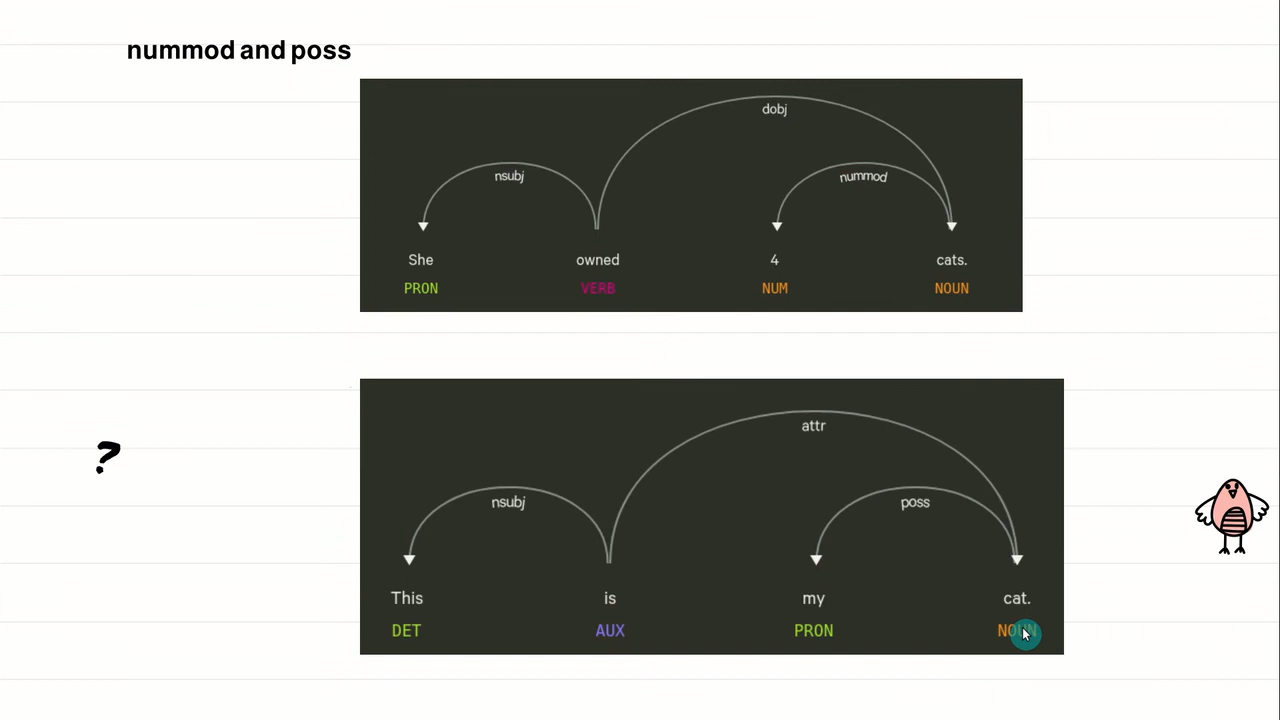 nummod and poss
dobj
nsubj nummod
She owned 4 cats.
PRON VERB NUM NOUN
attr
nsubj poss
?
This is my cat.
DET AUX PRON NOUN